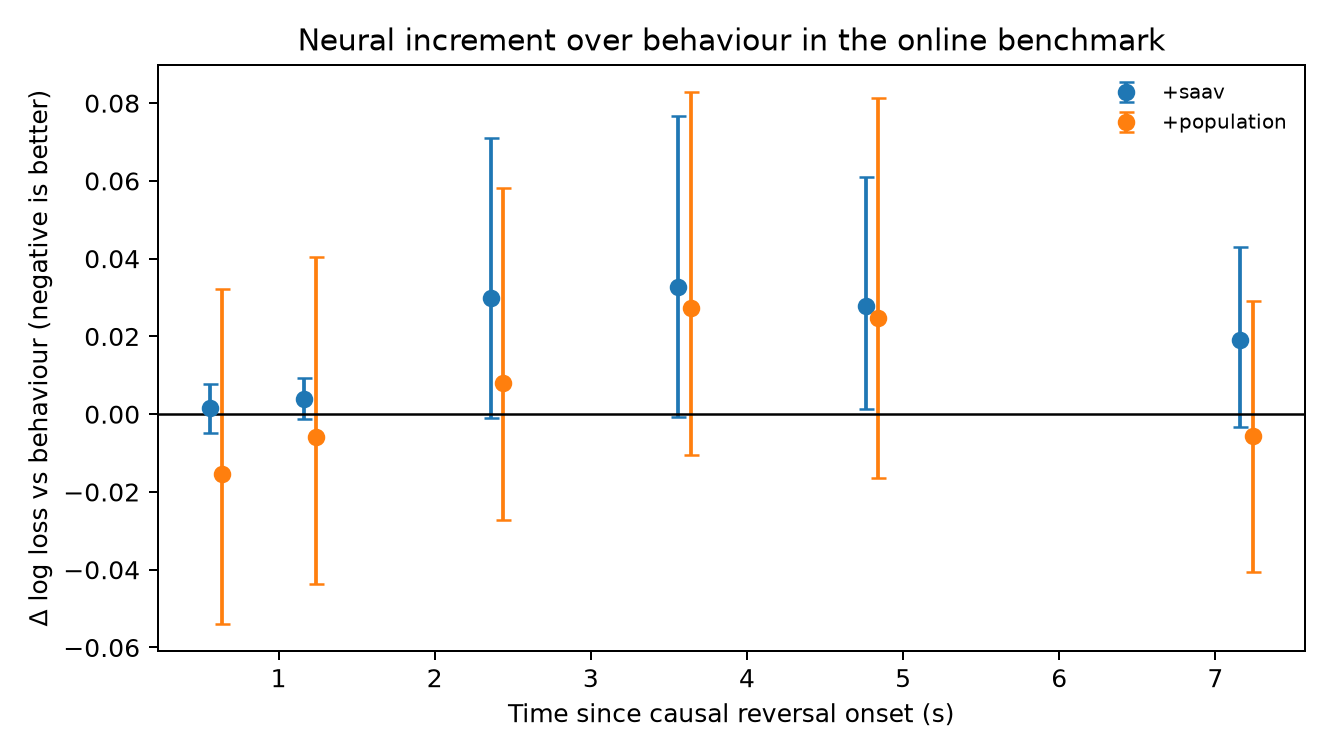 Neural increment over behaviour in the online benchmark
+saav
+population
Δ log loss vs behaviour (negative is better)
0.08
0.06
0.04
0.02
0.00
−0.02
−0.04
−0.06
1 2 3 4 5 6 7
Time since causal reversal onset (s)